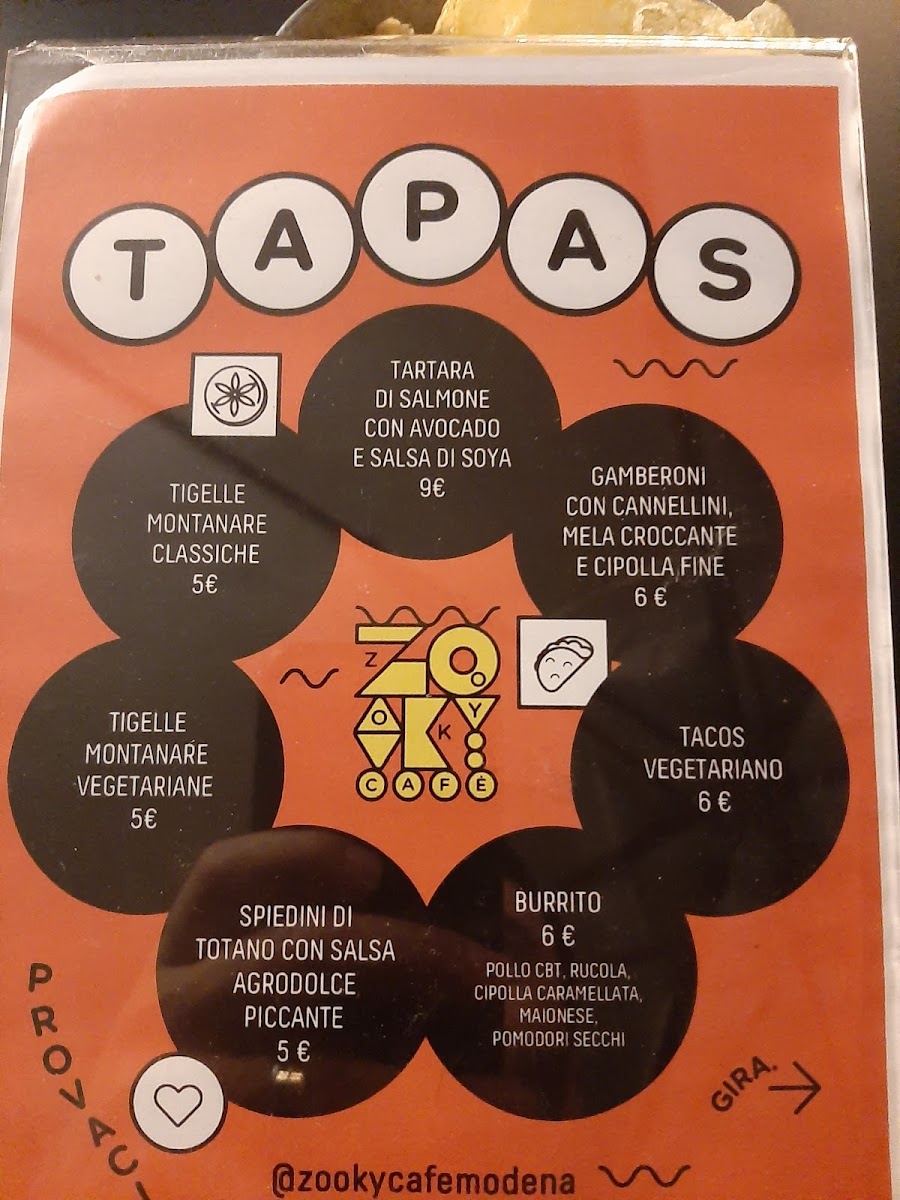 TAPAS
TARTARA
DI SALMONE
CON AVOCADO
E SALSA DI SOYA
9€
TIGELLE
MONTANARE
CLASSICHE
5€
GAMBERONI
CON CANNELLINI,
MELA CROCCANTE
E CIPOLLA FINE
6 €
ZOOKY
ZOOKY
CAFÈ
TIGELLE
MONTANARE
VEGETARIANE
5€
TACOS
VEGETARIANO
6 €
SPIEDINI DI
TOTANO CON SALSA
AGRODOLCE
PICCANTE
5 €
BURRITO
6 €
POLLO CBT, RUCOLA,
CIPOLLA CARAMELLATA,
MAIONESE,
POMODORI SECCHI
PROVACI
GIRA.
@zookycafemodena